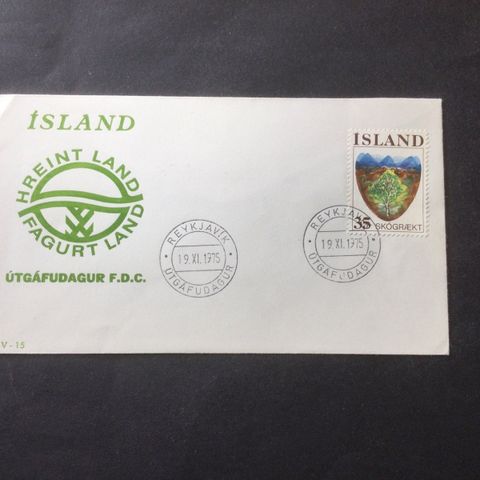 ÍSLAND
HREINT LAND
FAGURT LAND
ÚTGÁFUDAGUR F.D.C.
V - 15
REYKJAVÍK
19.XI.1975
ÚTGÁFUDAGUR
ÍSLAND
35 SKÓGRÆKT
REYKJAVÍK
19.XI.1975
ÚTGÁFUDAGUR